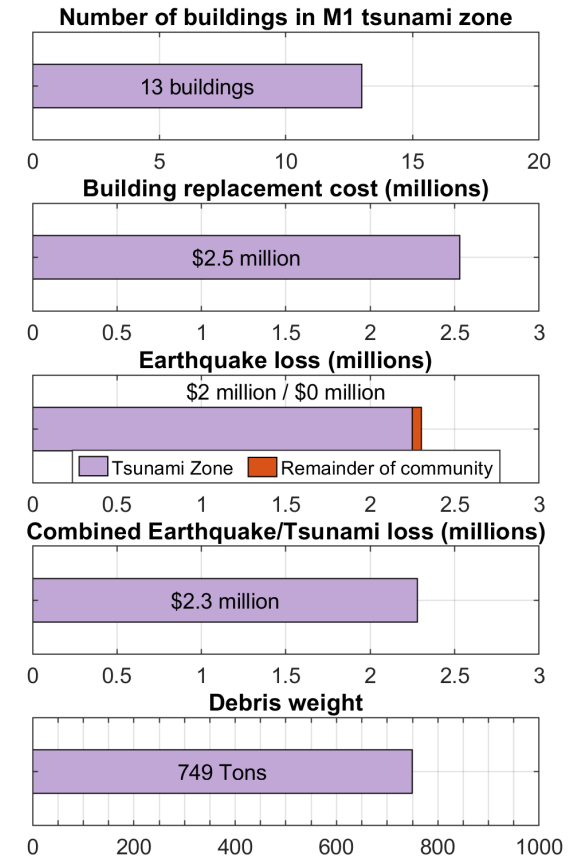 Number of buildings in M1 tsunami zone
13 buildings
0 5 10 15 20
Building replacement cost (millions)
$2.5 million
0 0.5 1 1.5 2 2.5 3
Earthquake loss (millions)
$2 million / $0 million
Tsunami Zone Remainder of community
0 0.5 1 1.5 2 2.5 3
Combined Earthquake/Tsunami loss (millions)
$2.3 million
0 0.5 1 1.5 2 2.5 3
Debris weight
749 Tons
0 200 400 600 800 1000